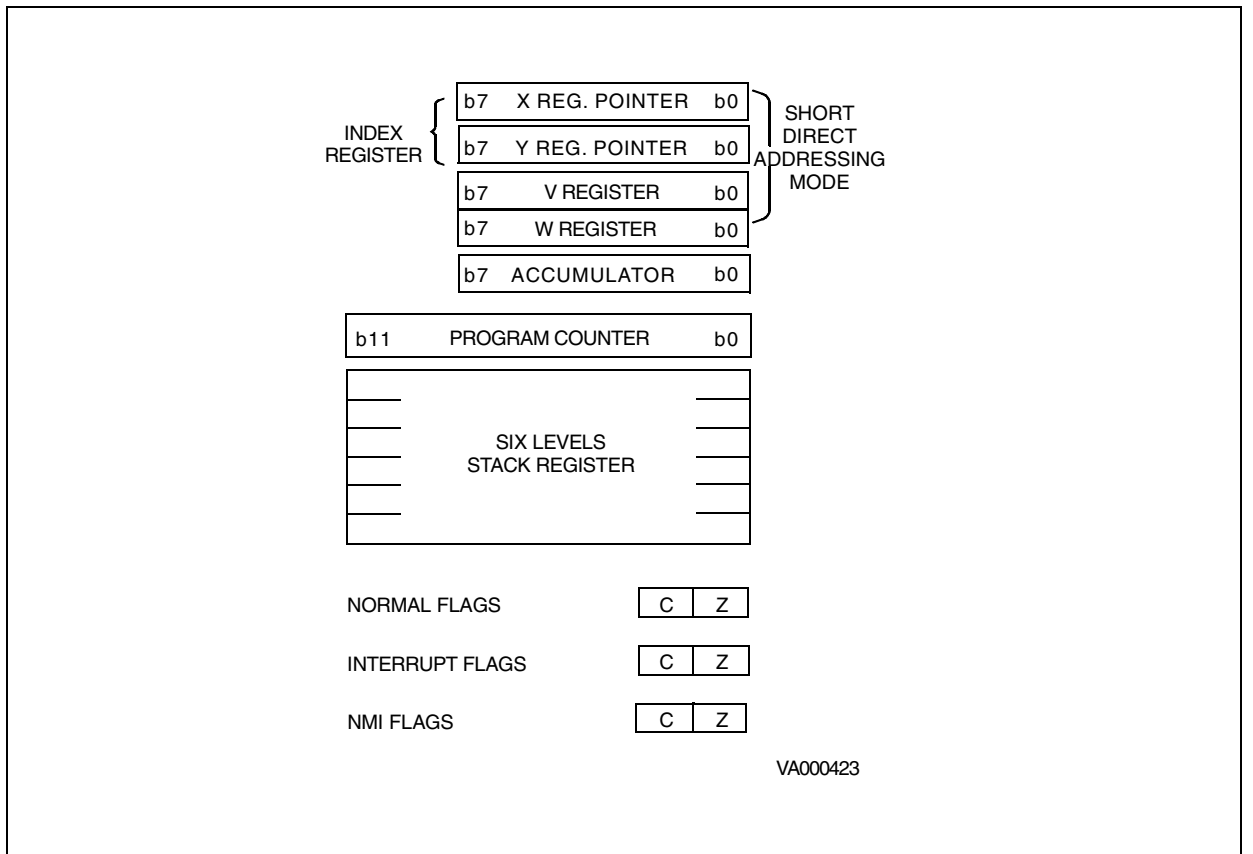 b7 X REG. POINTER b0
INDEX
REGISTER
b7 Y REG. POINTER b0
SHORT
DIRECT
ADDRESSING
MODE
b7 V REGISTER b0
b7 W REGISTER b0
b7 ACCUMULATOR b0
b11 PROGRAM COUNTER b0
SIX LEVELS
STACK REGISTER
NORMAL FLAGS C Z
INTERRUPT FLAGS C Z
NMI FLAGS C Z
VA000423